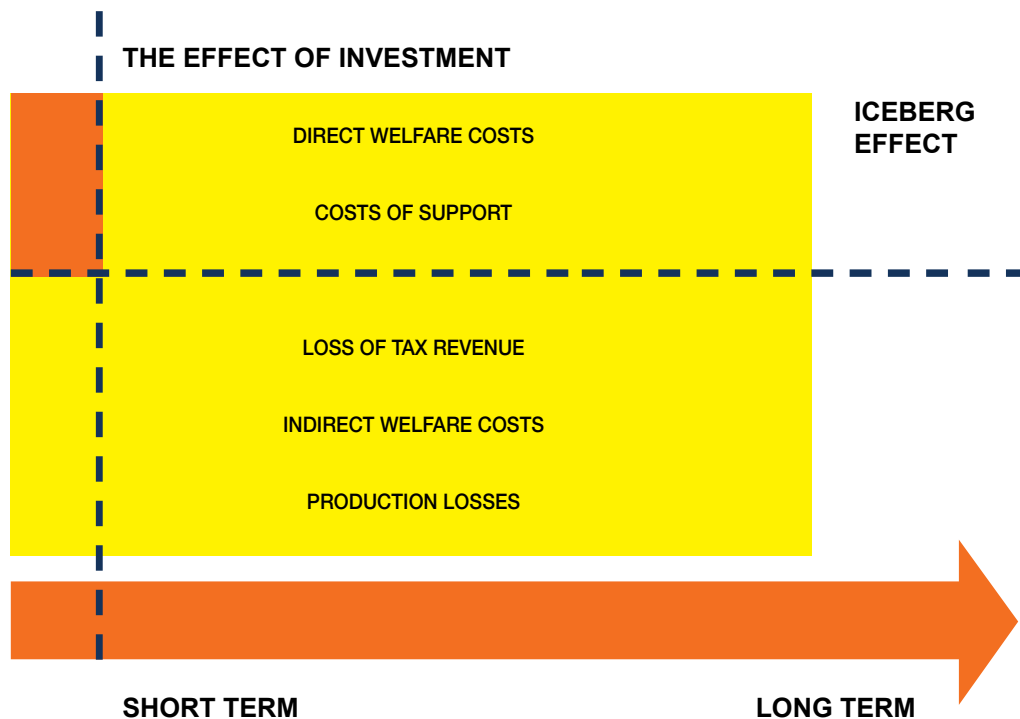 THE EFFECT OF INVESTMENT
ICEBERG
EFFECT
DIRECT WELFARE COSTS
COSTS OF SUPPORT
LOSS OF TAX REVENUE
INDIRECT WELFARE COSTS
PRODUCTION LOSSES
SHORT TERM
LONG TERM